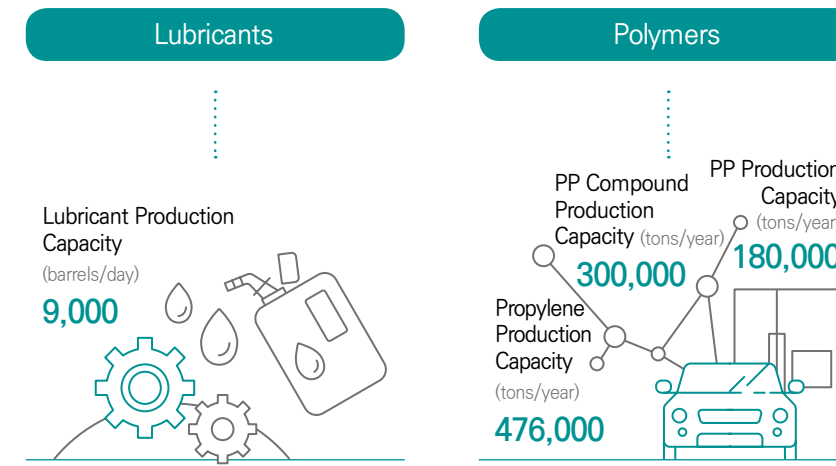 Lubricants
Lubricant Production
Capacity
(barrels/day)
9,000
Polymers
PP Compound
Production
Capacity (tons/year)
300,000
PP Production
Capacity
(tons/year
180,000
Propylene
Production
Capacity
(tons/year)
476,000